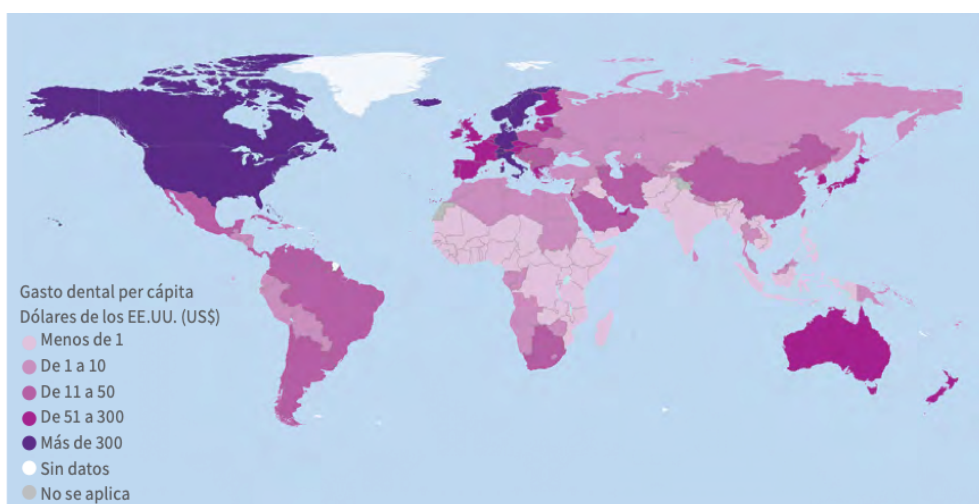 Gasto dental per cápita
Dólares de los EE.UU. (US$)
Menos de 1
De 1 a 10
De 11 a 50
De 51 a 300
Más de 300
Sin datos
No se aplica